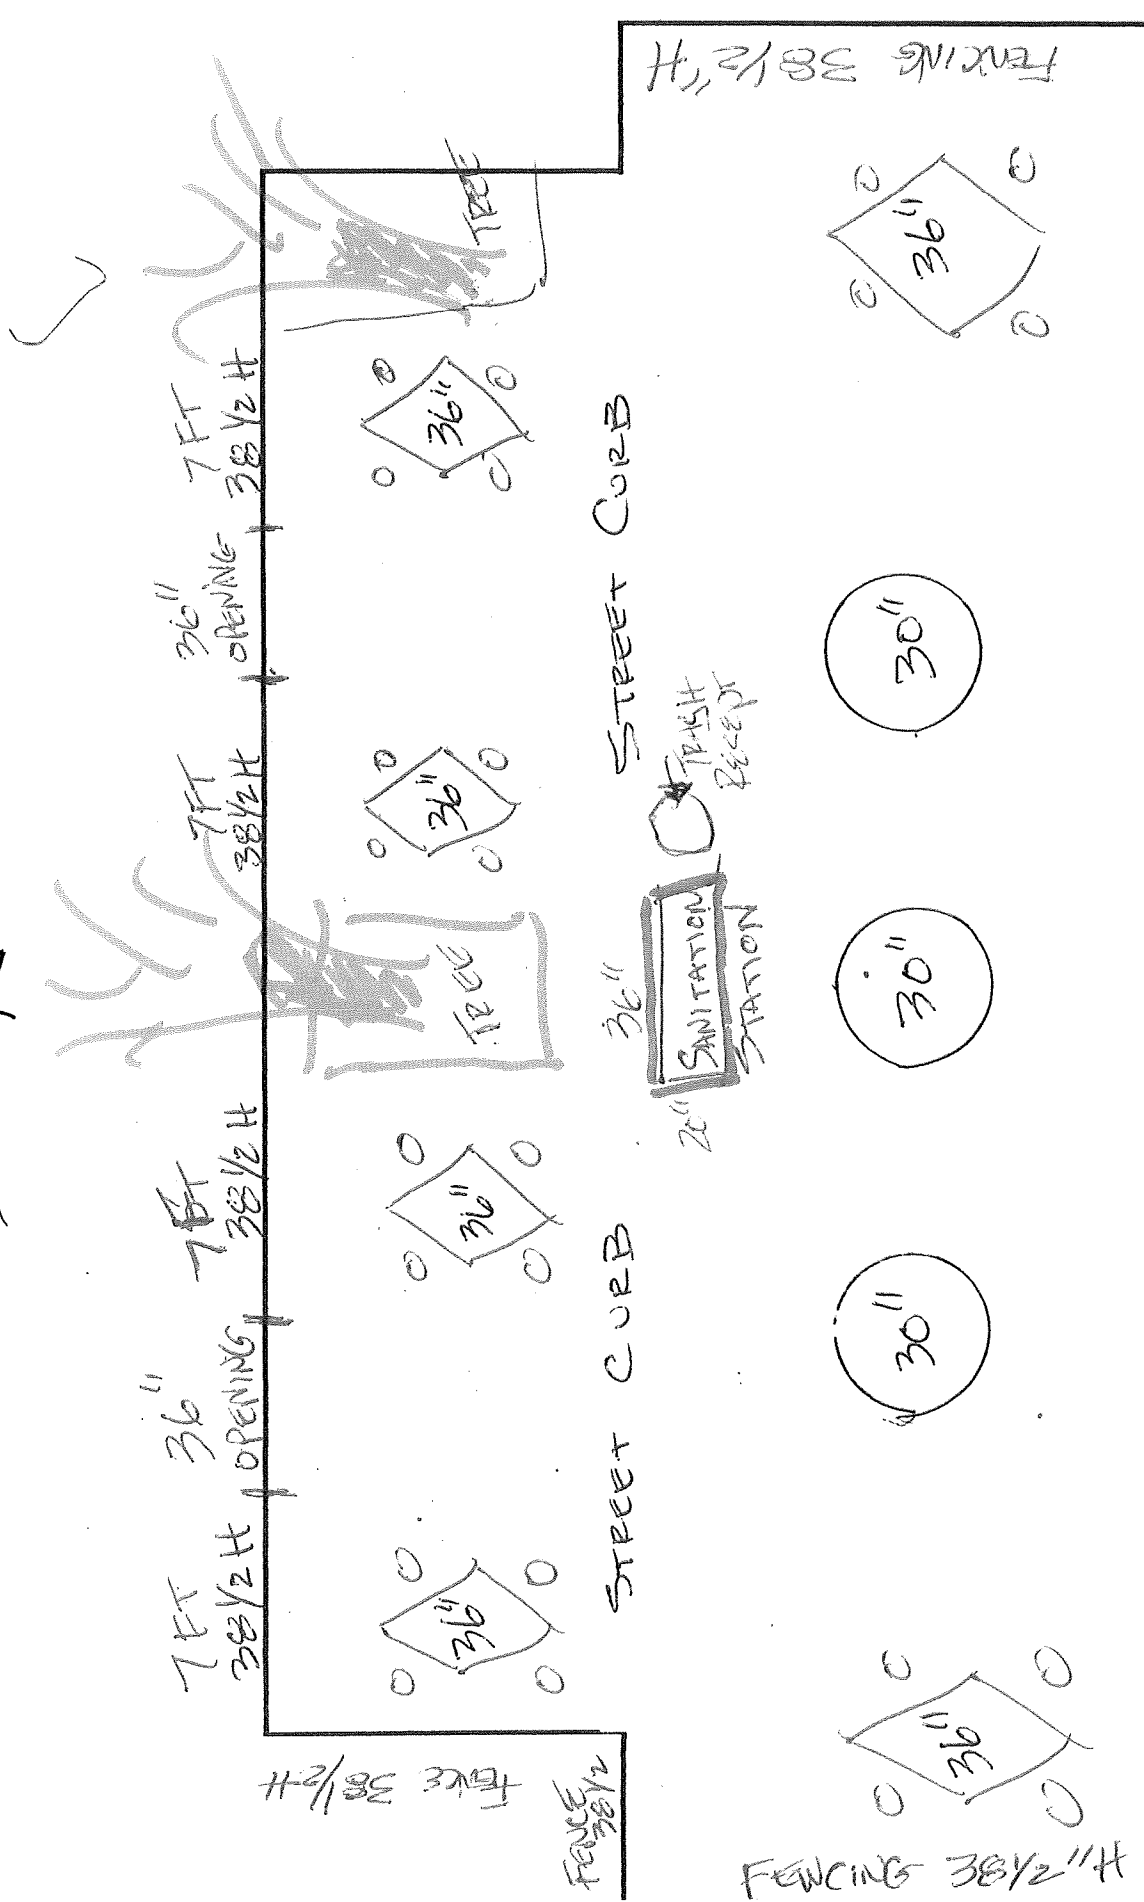 FENCING 38 1/2" H
7 FT
38 1/2 H
36"
OPENING
7 FT
38 1/2 H
7 FT
38 1/2 H
36"
OPENING
7 FT
38 1/2 H
TREE
TREE
36"
36"
36"
36"
FENCE 38 1/2 H
FENCE
38 1/2
STREET CURB
STREET CURB
36"
20"
SANITATION
STATION
TRASH
RECEPT
36"
30"
30"
30"
36"
FENCING 38 1/2" H